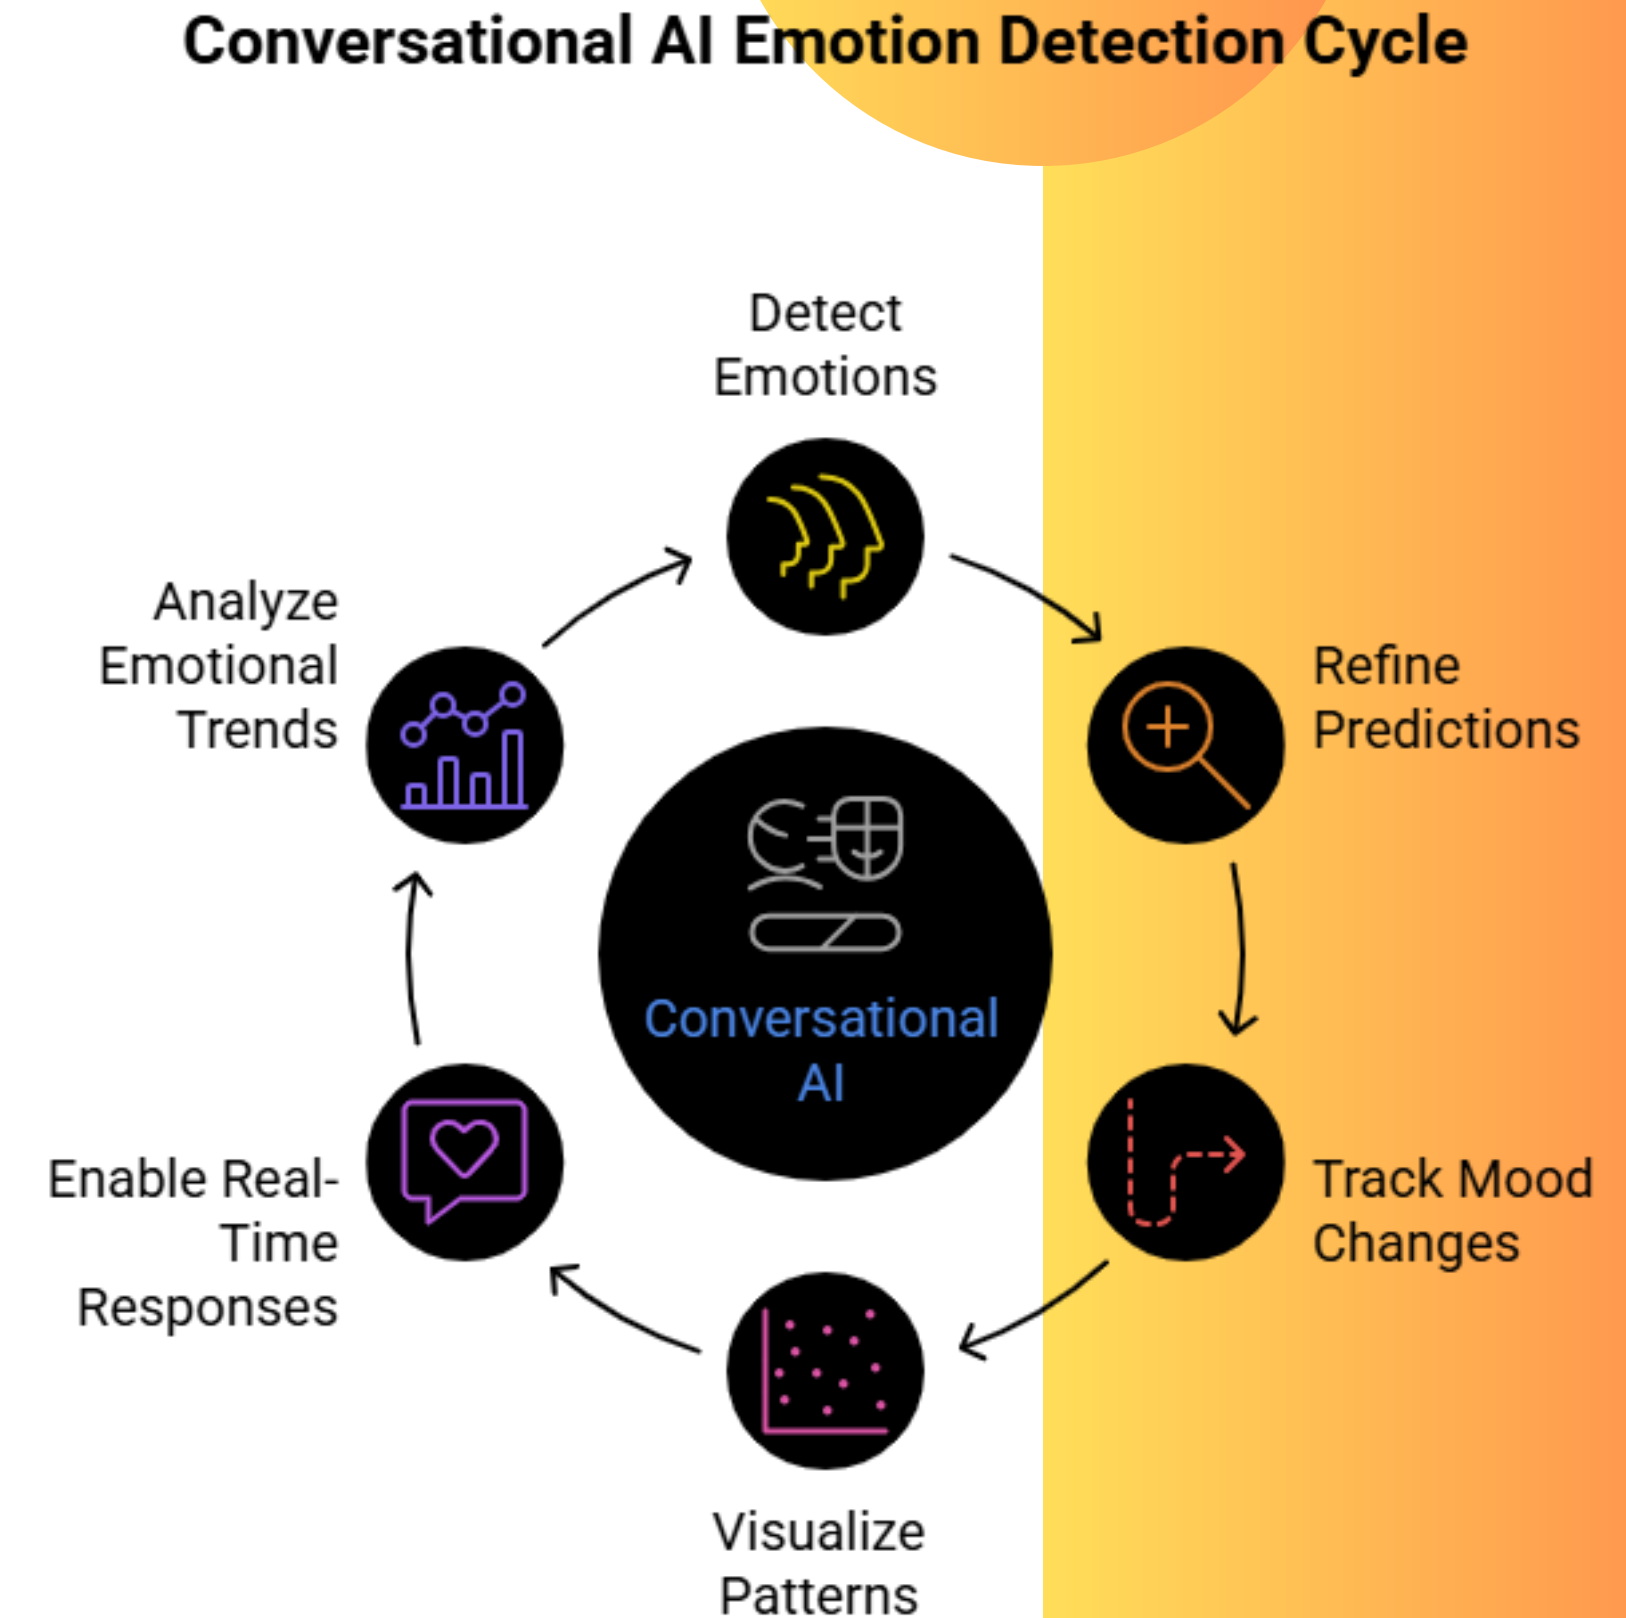 Conversational AI Emotion Detection Cycle
Detect
Emotions
Analyze
Emotional
Trends
Refine
Predictions
Conversational
AI
Enable Real-
Time
Responses
Track Mood
Changes
Visualize
Patterns